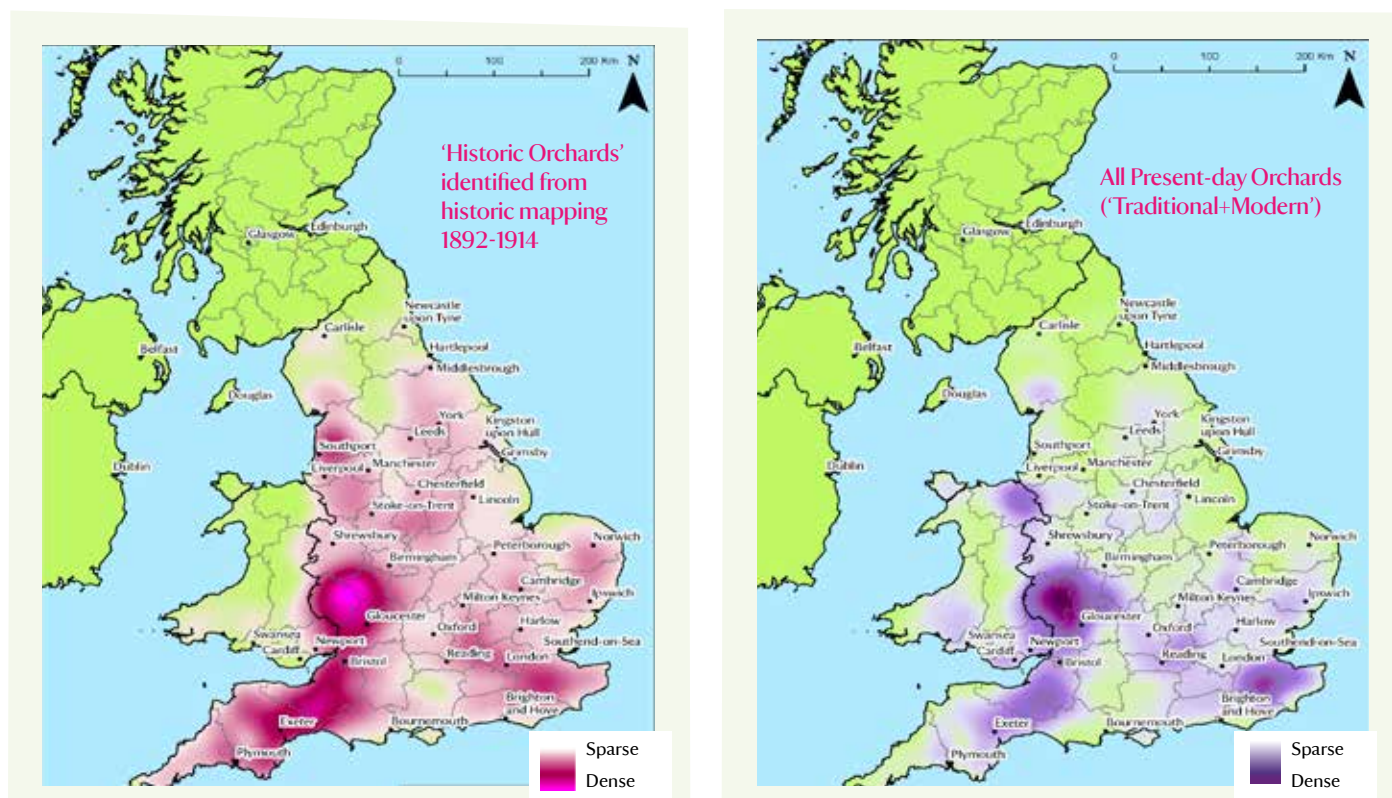 0 100 200 Km N
'Historic Orchards'
identified from
historic mapping
1892-1914
Glasgow
Edinburgh
Newcastle
upon Tyne
Carlisle
Belfast
Hartlepool
Middlesbrough
Douglas
York
Leeds
Kingston
upon Hull
Southport
Grimsby
Dublin
Liverpool
Manchester
Chesterfield
Lincoln
Stoke-on-Trent
Shrewsbury
Norwich
Peterborough
Birmingham
Cambridge
Milton Keynes
Ipswich
Gloucester
Oxford
Harlow
Swansea
Newport
Southend-on-Sea
Cardiff
Bristol
Reading
London
Brighton
and Hove
Exeter
Bournemouth
Plymouth
Sparse
Dense
0 100 200 Km N
All Present-day Orchards
('Traditional+Modern')
Glasgow
Edinburgh
Newcastle
upon Tyne
Carlisle
Belfast
Hartlepool
Middlesbrough
Douglas
York
Leeds
Kingston
upon Hull
Southport
Grimsby
Dublin
Liverpool
Manchester
Chesterfield
Lincoln
Stoke-on-Trent
Shrewsbury
Norwich
Peterborough
Birmingham
Cambridge
Milton Keynes
Ipswich
Gloucester
Oxford
Harlow
Swansea
Newport
Southend-on-Sea
Cardiff
Bristol
Reading
London
Brighton
and Hove
Exeter
Bournemouth
Plymouth
Sparse
Dense